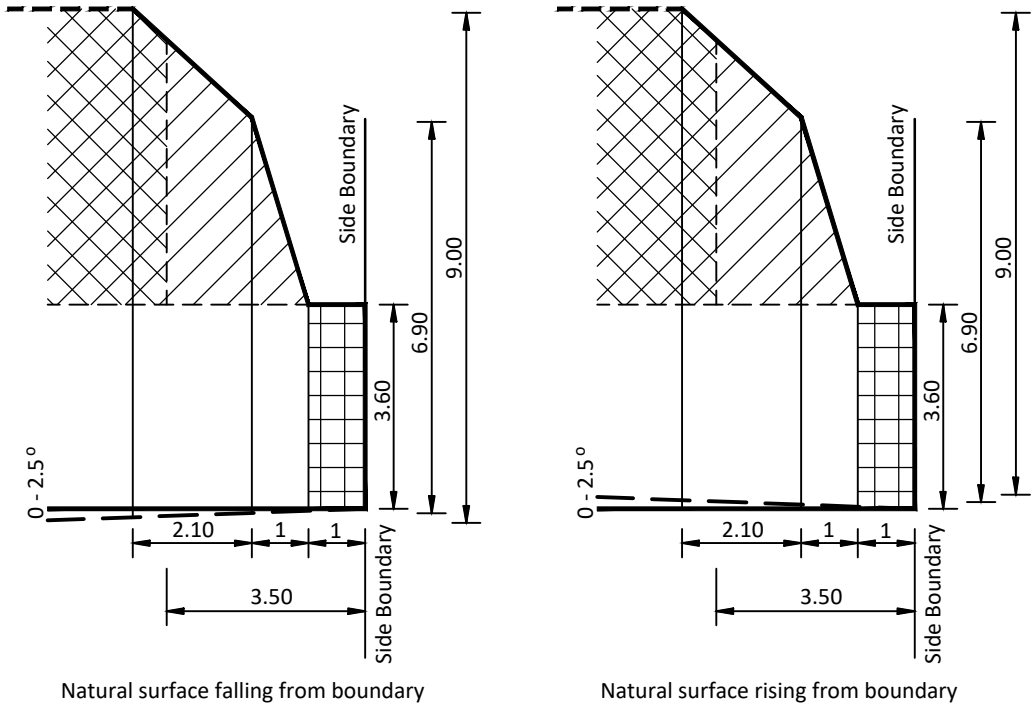 Side Boundary
9.00
6.90
3.60
0 - 2.5 º
2.10
1
1
3.50
Side Boundary
Natural surface falling from boundary
Side Boundary
9.00
6.90
3.60
0 - 2.5°
2.10
1
1
3.50
Side Boundary
Natural surface rising from boundary